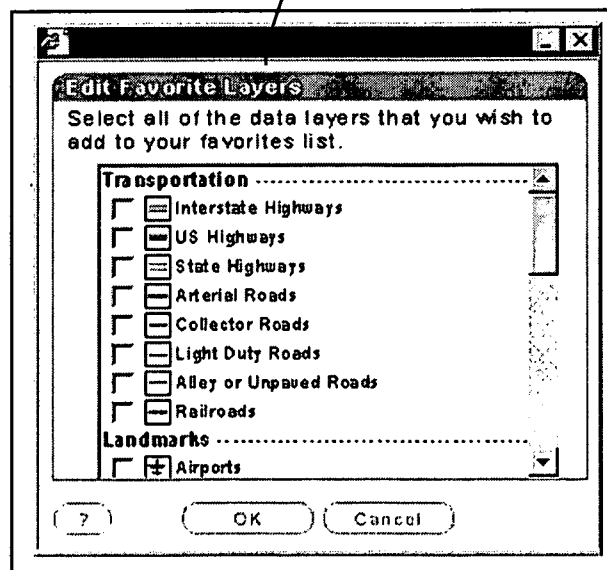 Edit Favorite Layers
Select all of the data layers that you wish to
add to your favorites list.
Transportation
Interstate Highways
US Highways
State Highways
Arterial Roads
Collector Roads
Light Duty Roads
Alley or Unpaved Roads
Railroads
Landmarks
Airports
? OK Cancel